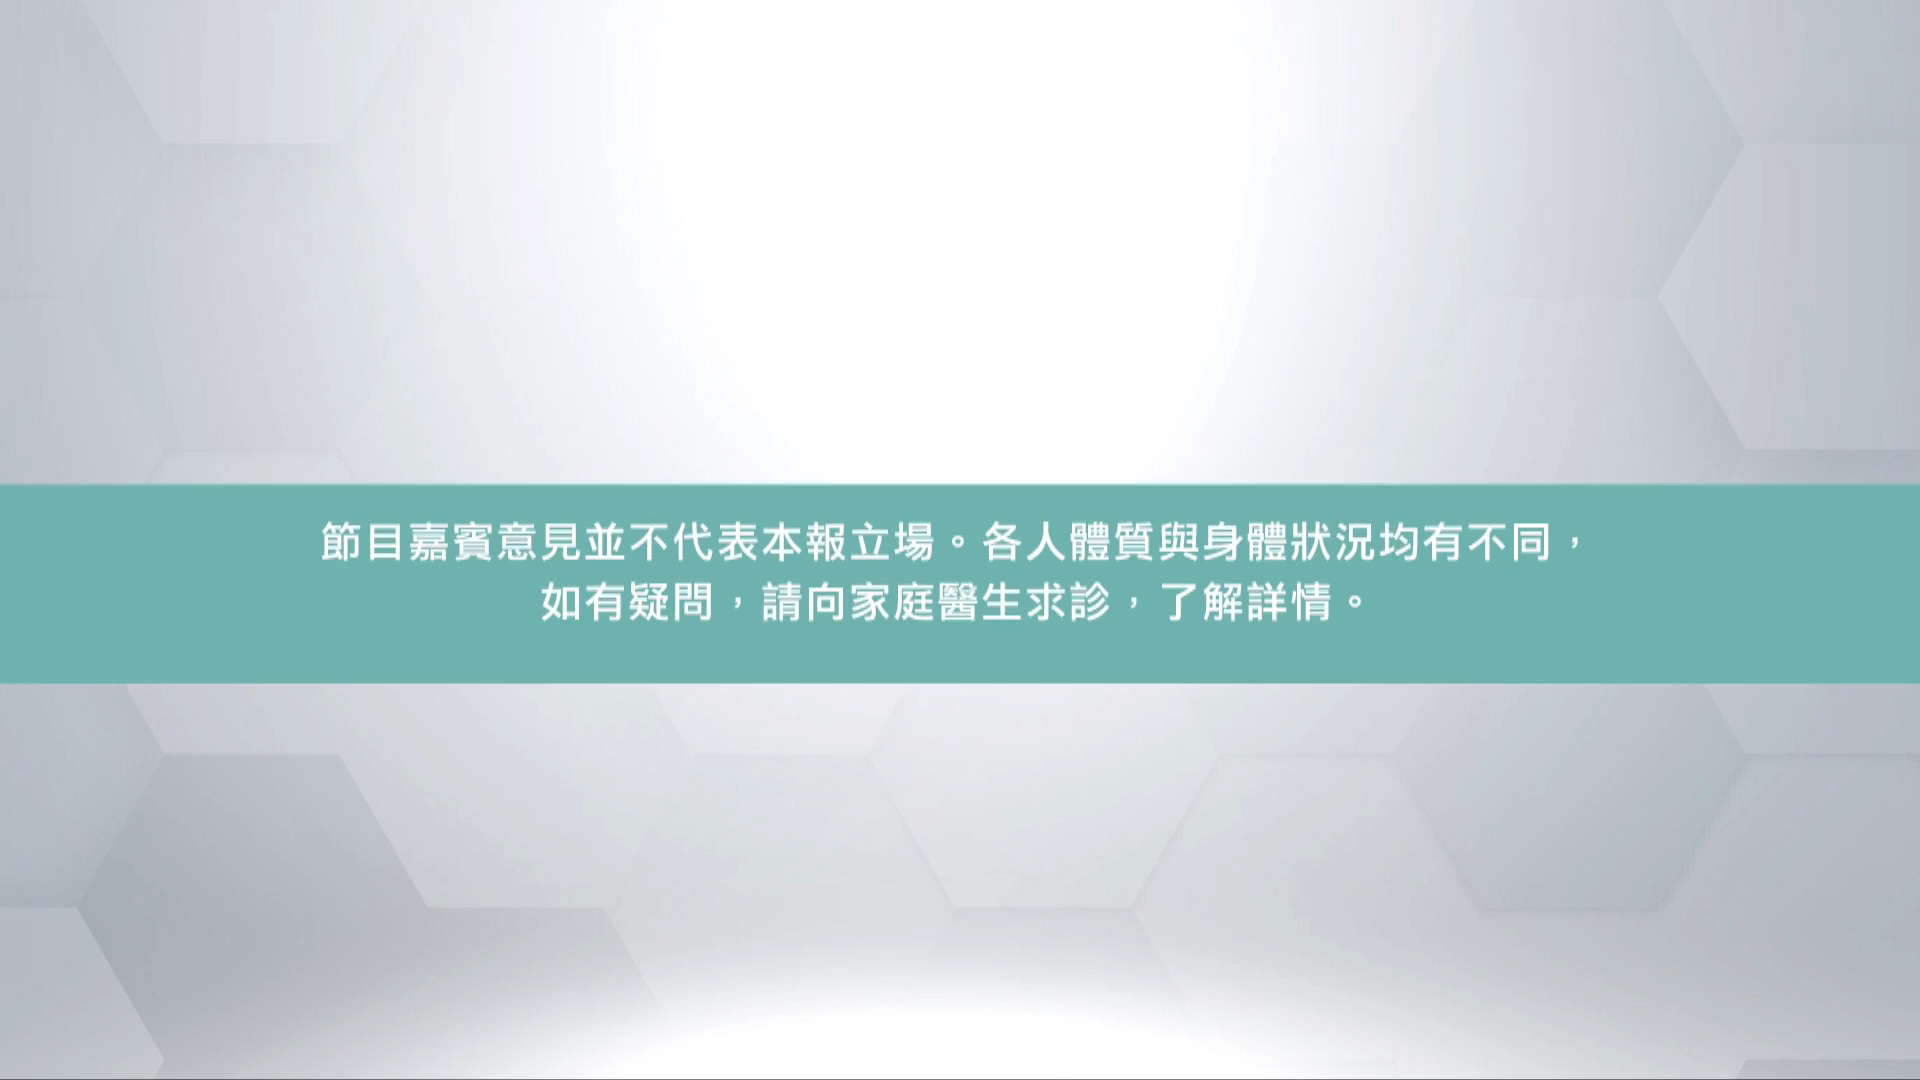 節目嘉賓意見並不代表本報立場。各人體質與身體狀況均有不同，
如有疑問，請向家庭醫生求診，了解詳情。